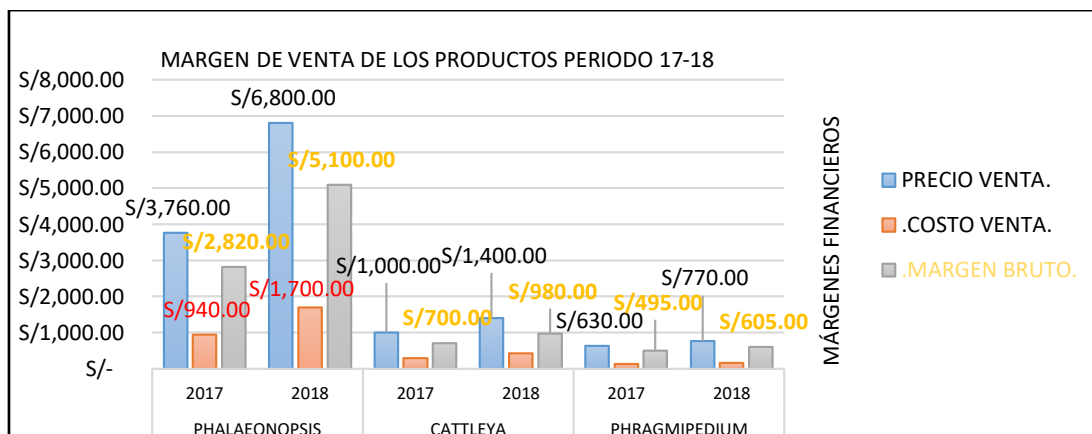 MARGEN DE VENTA DE LOS PRODUCTOS PERIODO 17-18
S/8,000.00
S/7,000.00
S/6,000.00
S/5,000.00
S/4,000.00
S/3,000.00
S/2,000.00
S/1,000.00
S/-
S/3,760.00
S/940.00
S/2,820.00
S/6,800.00
S/1,700.00
S/5,100.00
S/1,000.00
S/700.00
S/1,400.00
S/980.00
S/630.00
S/495.00
S/770.00
S/605.00
2017 2018 2017 2018 2017 2018
PHALAEONOPSIS CATTLEYA PHRAGMIPEDIUM
MÁRGENES FINANCIEROS
PRECIO VENTA.
.COSTO VENTA.
.MARGEN BRUTO.